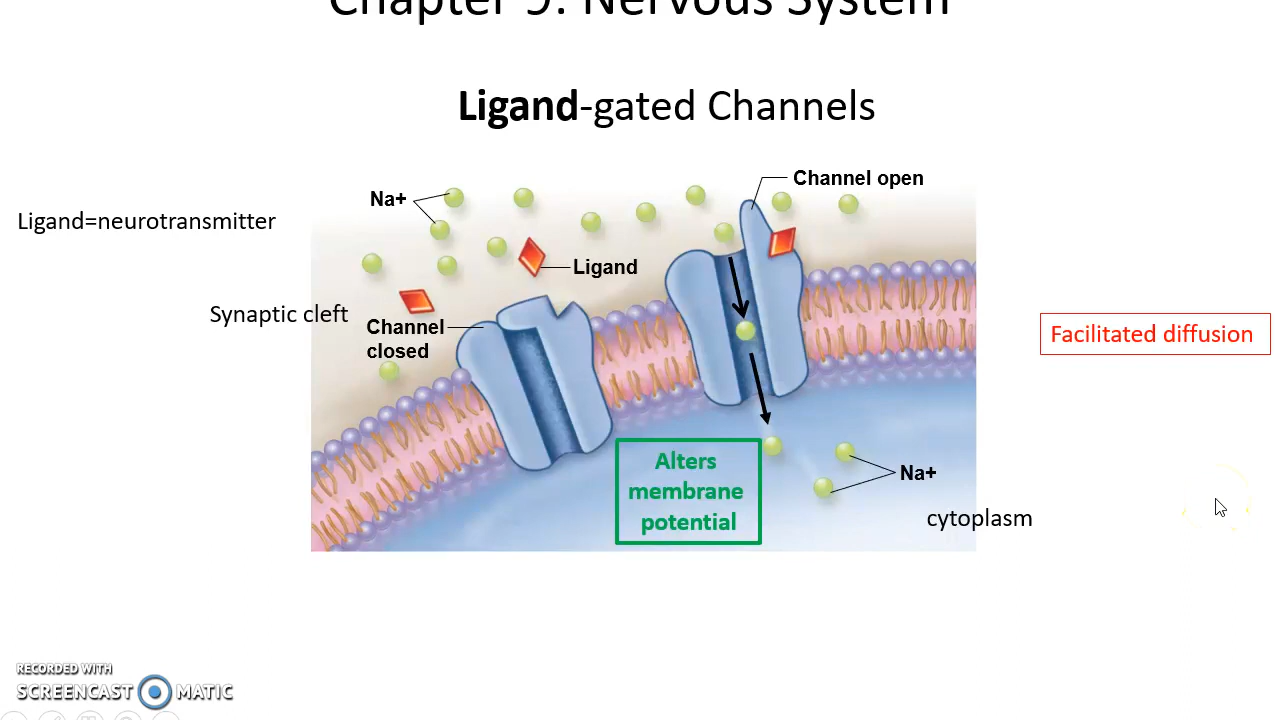 Chapter 9: Nervous System
Ligand-gated Channels
Channel open
Na+
Ligand=neurotransmitter
Ligand
Synaptic cleft
Channel
closed
Facilitated diffusion
Alters
membrane
potential
Na+
cytoplasm
RECORDED WITH
SCREENCAST MATIC